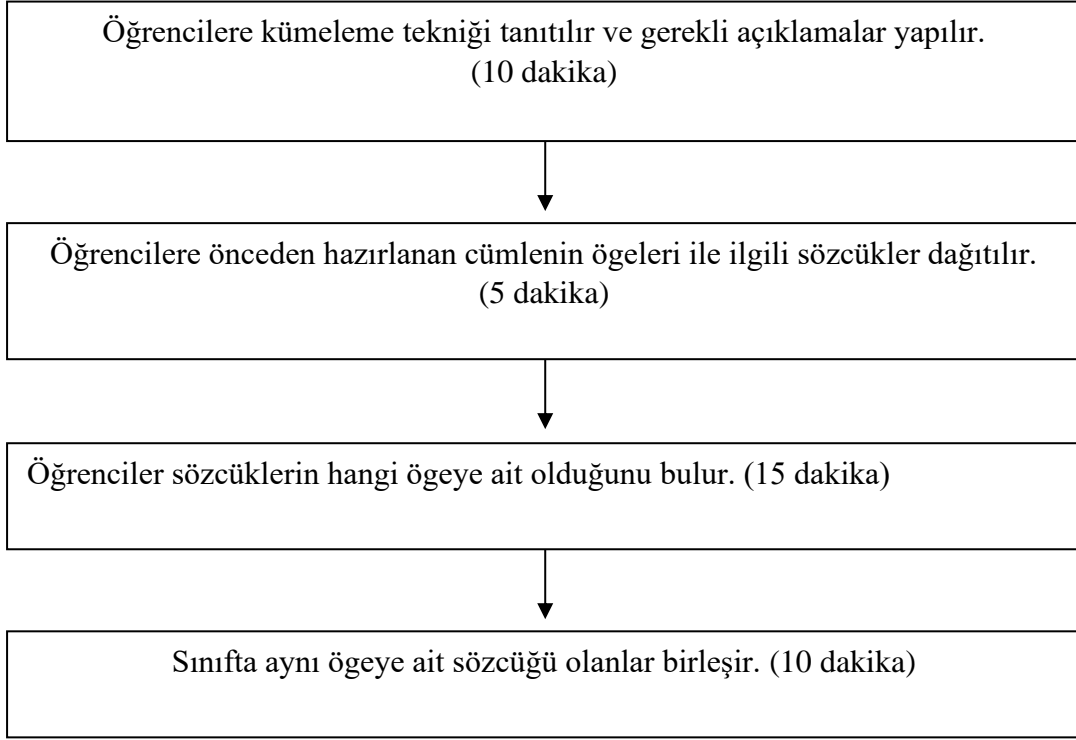 Öğrencilere kümeleme tekniği tanıtılır ve gerekli açıklamalar yapılır.
(10 dakika)
Öğrencilere önceden hazırlanan cümlenin ögeleri ile ilgili sözcükler dağıtılır.
(5 dakika)
Öğrenciler sözcüklerin hangi ögeye ait olduğunu bulur. (15 dakika)
Sınıfta aynı ögeye ait sözcüğü olanlar birleşir. (10 dakika)